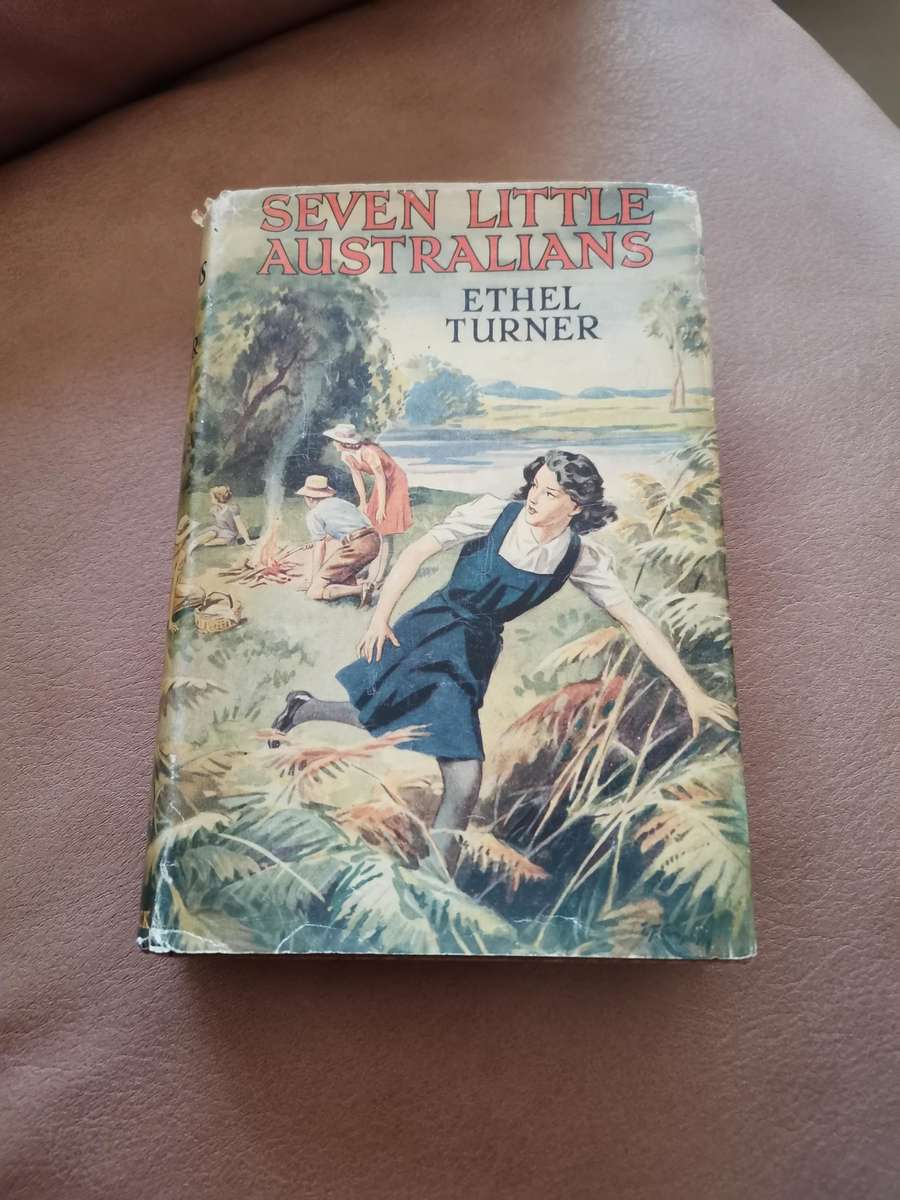 SEVEN LITTLE
AUSTRALIANS
ETHEL
TURNER